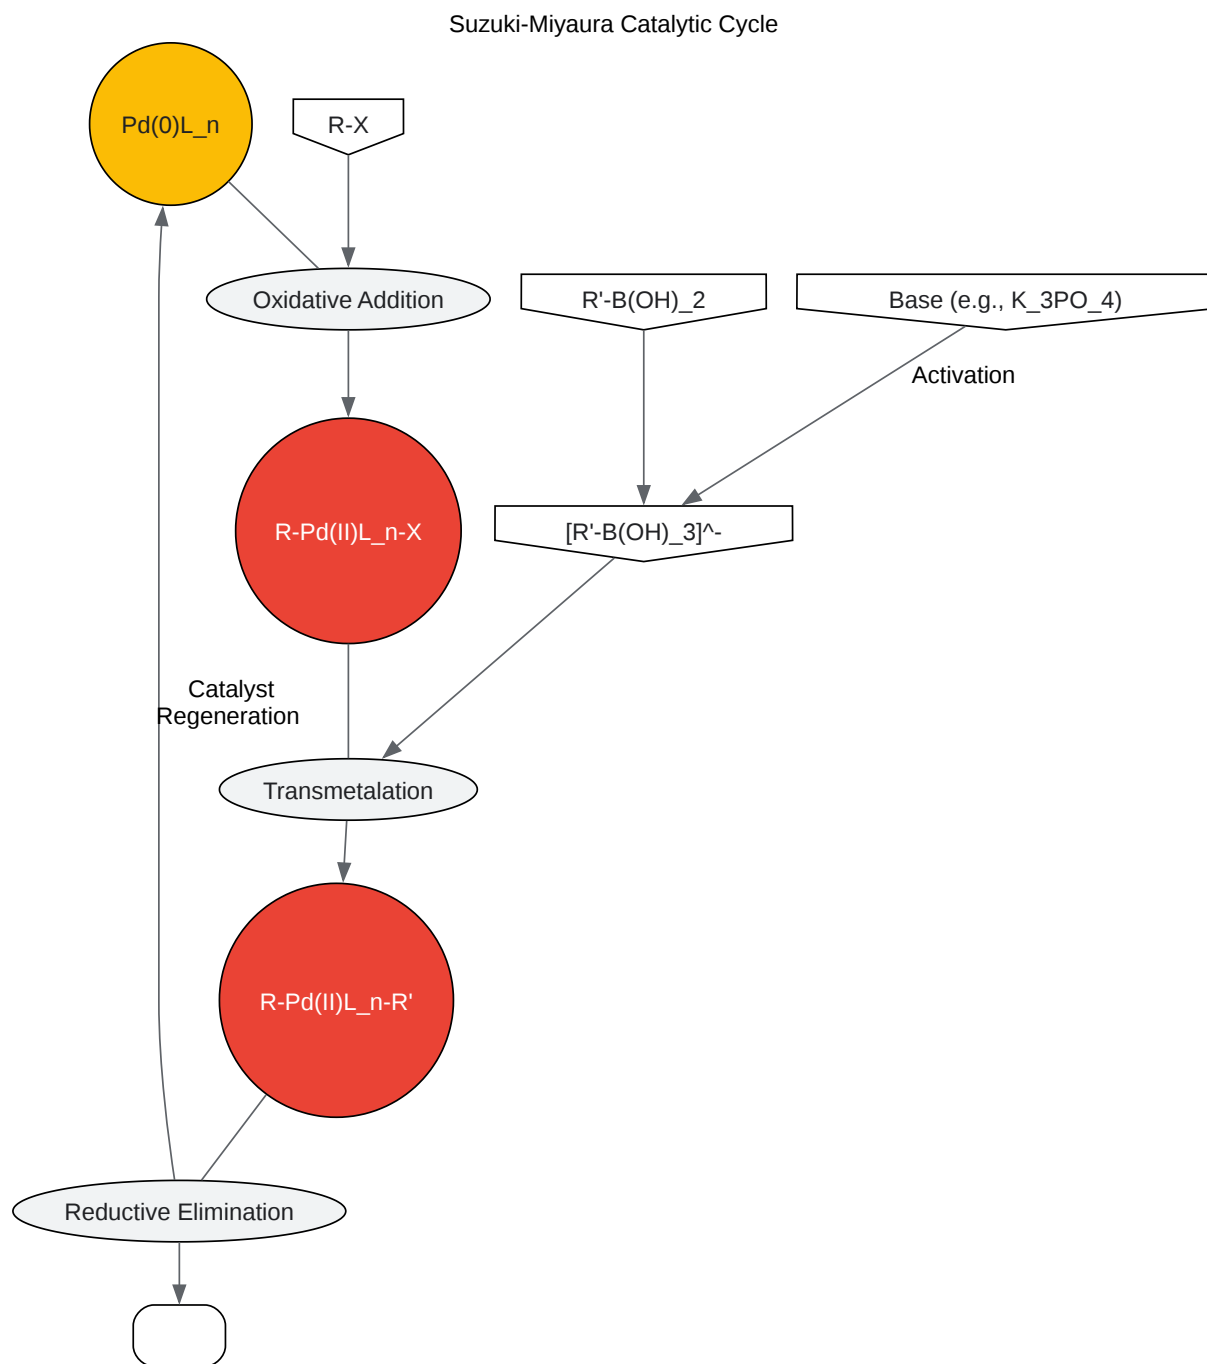 Suzuki-Miyaura Catalytic Cycle
Pd(0)L_n
R-X
Oxidative Addition
R'-B(OH)_2
Base (e.g., K_3PO_4)
Activation
R-Pd(II)L_n-X
[R'-B(OH)_3]^-
Catalyst
Regeneration
Transmetalation
R-Pd(II)L_n-R'
Reductive Elimination